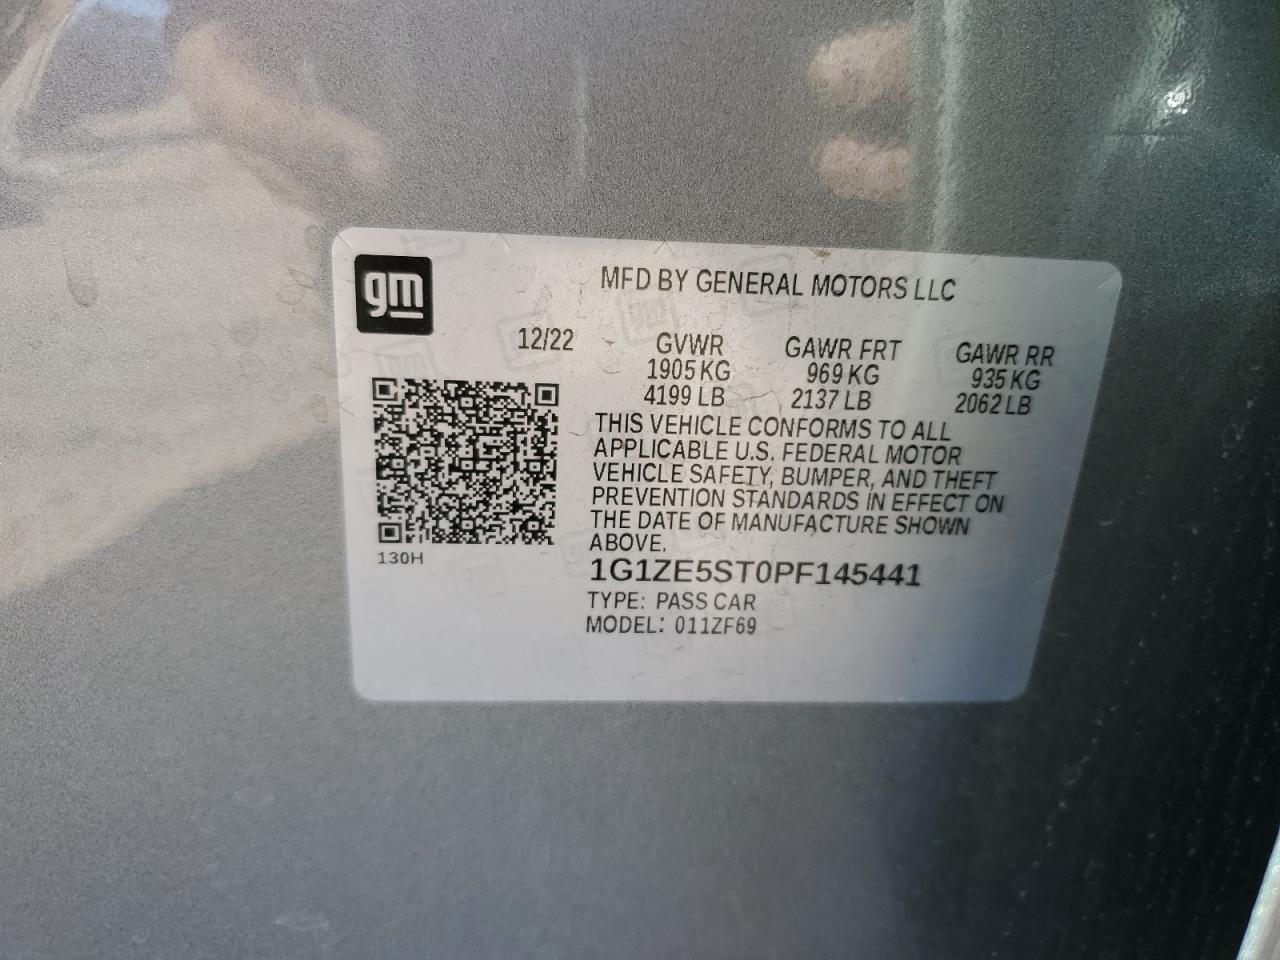 gm
MFD BY GENERAL MOTORS LLC
12/22 GVWR GAWR FRT GAWR RR
1905 KG 969 KG 935 KG
4199 LB 2137 LB 2062 LB
THIS VEHICLE CONFORMS TO ALL
APPLICABLE U.S. FEDERAL MOTOR
VEHICLE SAFETY, BUMPER, AND THEFT
PREVENTION STANDARDS IN EFFECT ON
THE DATE OF MANUFACTURE SHOWN
ABOVE.
130H
1G1ZE5ST0PF145441
TYPE: PASS CAR
MODEL: 011ZF69